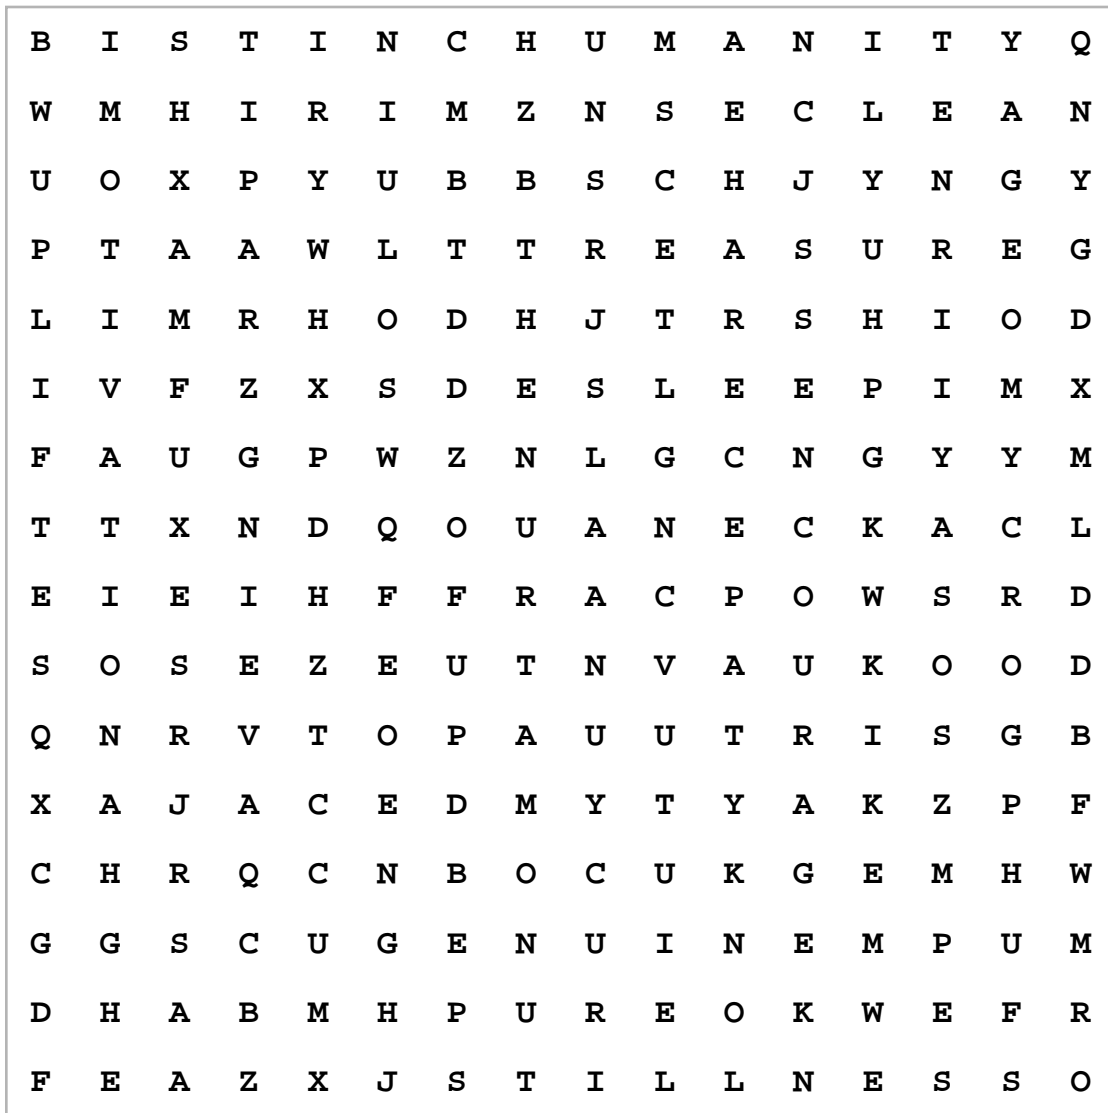 B I S T I N C H U M A N I T Y Q
W M H I R I M Z N S E C L E A N
U O X P Y U B B S C H J Y N G Y
P T A A W L T T R E A S U R E G
L I M R H O D H J T R S H I O D
I V F Z X S D E S L E E P I M X
F A U G P W Z N L G C N G Y Y M
T T X N D Q O U A N E C K A C L
E I E I H F F R A C P O W S R D
S O S E Z E U T N V A U K O O D
Q N R V T O P A U U T R I S G B
X A J A C E D M Y T Y A K Z P F
C H R Q C N B O C U K G E M H W
G G S C U G E N U I N E M P U M
D H A B M H P U R E O K W E F R
F E A Z X J S T I L L N E S S O